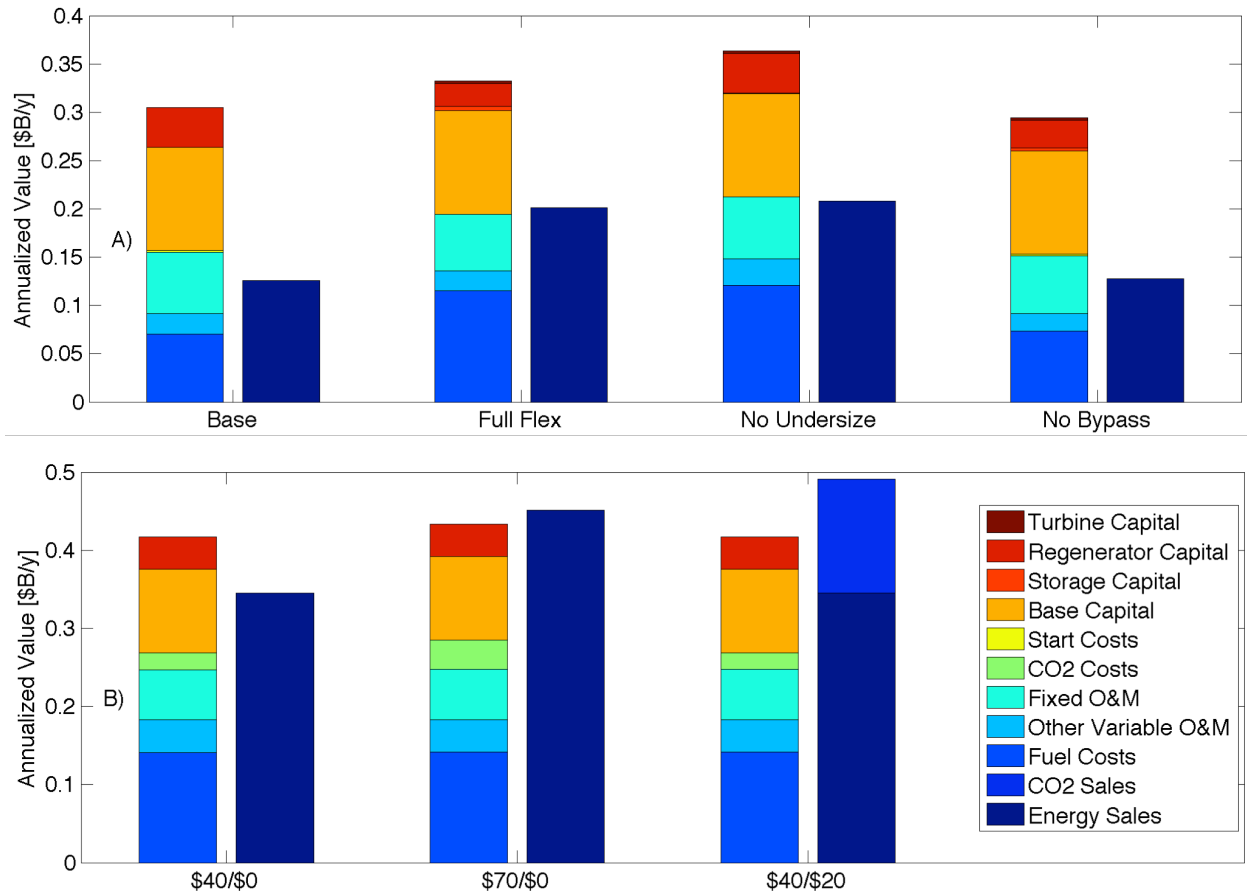 0.4
0.35
0.3
0.25
0.2
0.15
0.1
0.05
0
Annualized Value [$B/y]
A)
Base Full Flex No Undersize No Bypass
0.5
0.4
0.3
0.2
0.1
0
Annualized Value [$B/y]
B)
$40/$0 $70/$0 $40/$20
Turbine Capital
Regenerator Capital
Storage Capital
Base Capital
Start Costs
CO2 Costs
Fixed O&M
Other Variable O&M
Fuel Costs
CO2 Sales
Energy Sales